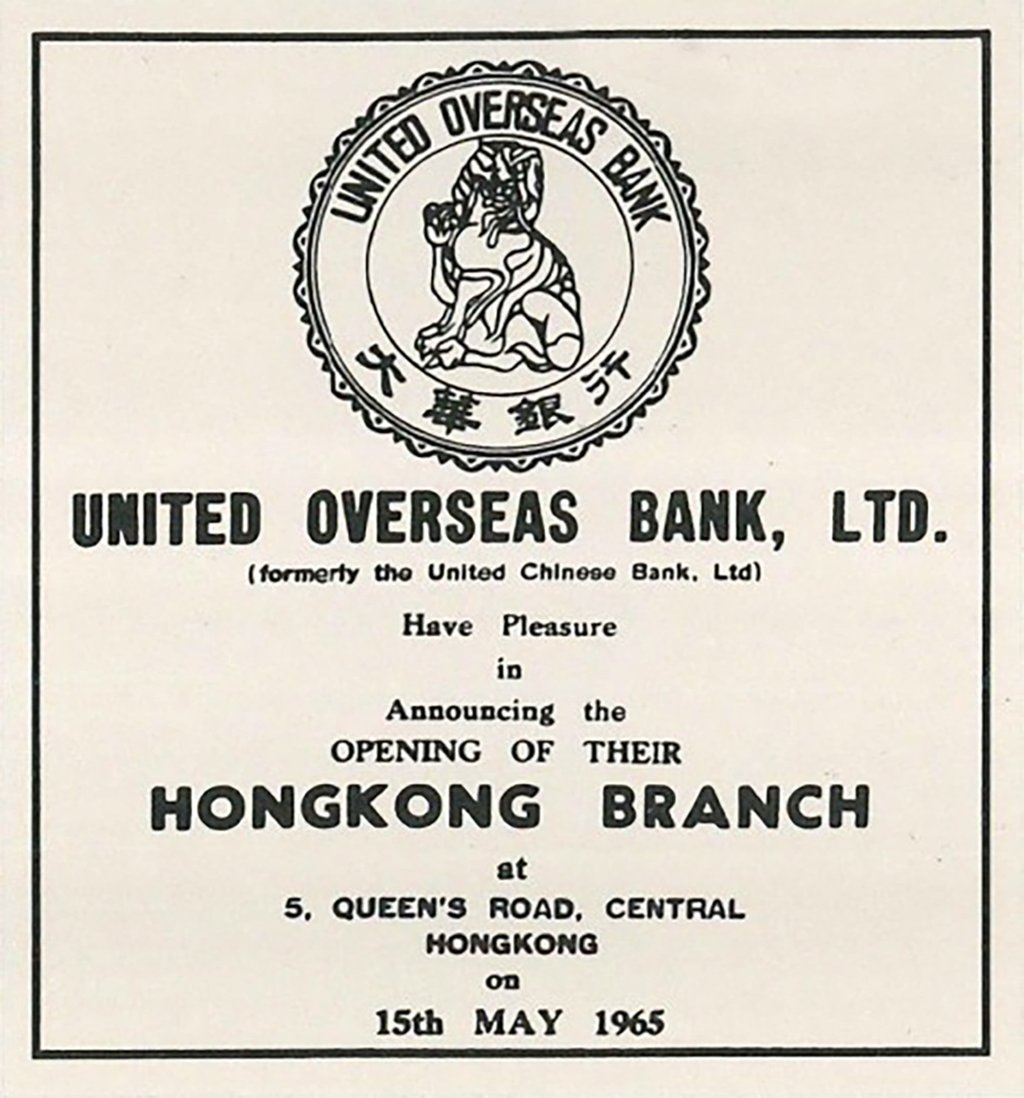 UNITED OVERSEAS BANK
大華銀行
UNITED OVERSEAS BANK, LTD.
(formerly the United Chinese Bank, Ltd)
Have Pleasure
in
Announcing the
OPENING OF THEIR
HONGKONG BRANCH
at
5, QUEEN'S ROAD, CENTRAL
HONGKONG
on
15th MAY 1965